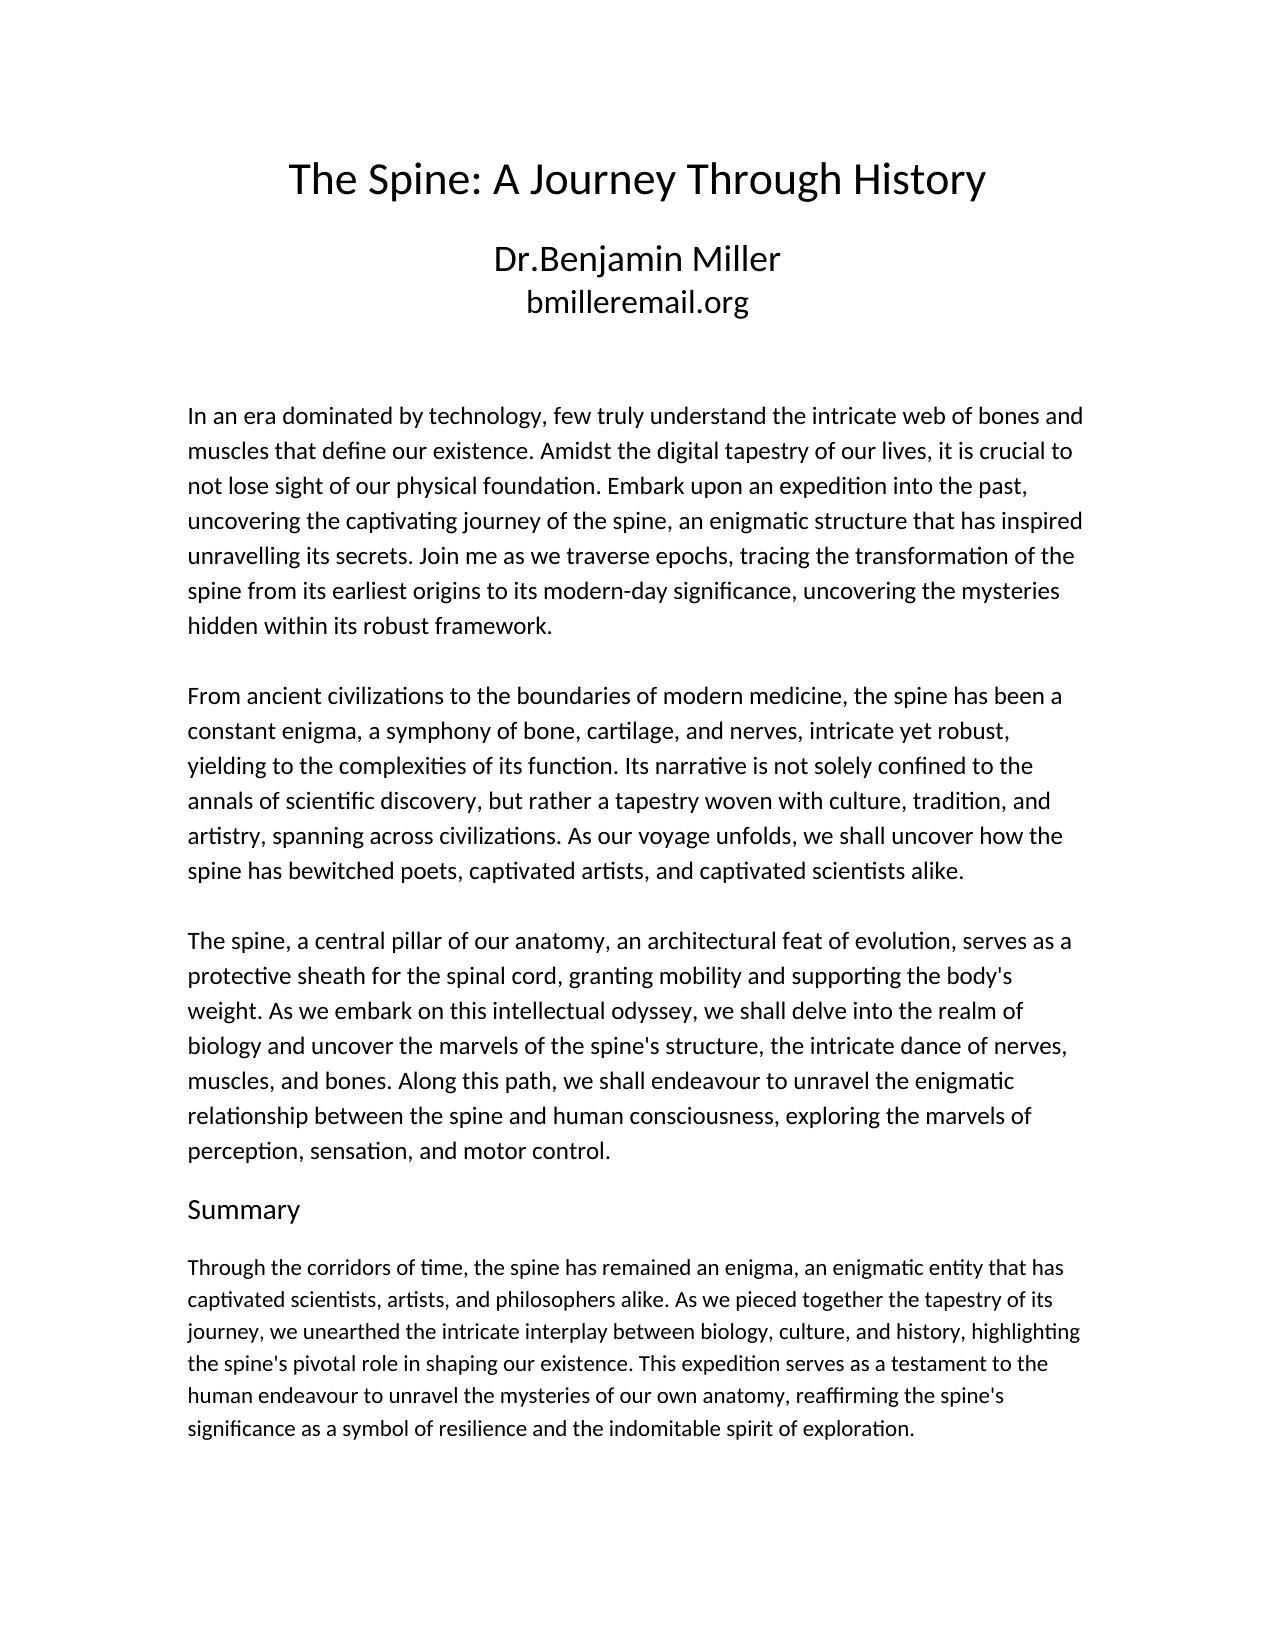 The Spine: A Journey Through History
Dr.Benjamin Miller
bmilleremail.org
In an era dominated by technology, few truly understand the intricate web of bones and
muscles that define our existence. Amidst the digital tapestry of our lives, it is crucial to
not lose sight of our physical foundation. Embark upon an expedition into the past,
uncovering the captivating journey of the spine, an enigmatic structure that has inspired
unravelling its secrets. Join me as we traverse epochs, tracing the transformation of the
spine from its earliest origins to its modern-day significance, uncovering the mysteries
hidden within its robust framework.
From ancient civilizations to the boundaries of modern medicine, the spine has been a
constant enigma, a symphony of bone, cartilage, and nerves, intricate yet robust,
yielding to the complexities of its function. Its narrative is not solely confined to the
annals of scientific discovery, but rather a tapestry woven with culture, tradition, and
artistry, spanning across civilizations. As our voyage unfolds, we shall uncover how the
spine has bewitched poets, captivated artists, and captivated scientists alike.
The spine, a central pillar of our anatomy, an architectural feat of evolution, serves as a
protective sheath for the spinal cord, granting mobility and supporting the body's
weight. As we embark on this intellectual odyssey, we shall delve into the realm of
biology and uncover the marvels of the spine's structure, the intricate dance of nerves,
muscles, and bones. Along this path, we shall endeavour to unravel the enigmatic
relationship between the spine and human consciousness, exploring the marvels of
perception, sensation, and motor control.
Summary
Through the corridors of time, the spine has remained an enigma, an enigmatic entity that has
captivated scientists, artists, and philosophers alike. As we pieced together the tapestry of its
journey, we unearthed the intricate interplay between biology, culture, and history, highlighting
the spine's pivotal role in shaping our existence. This expedition serves as a testament to the
human endeavour to unravel the mysteries of our own anatomy, reaffirming the spine's
significance as a symbol of resilience and the indomitable spirit of exploration.